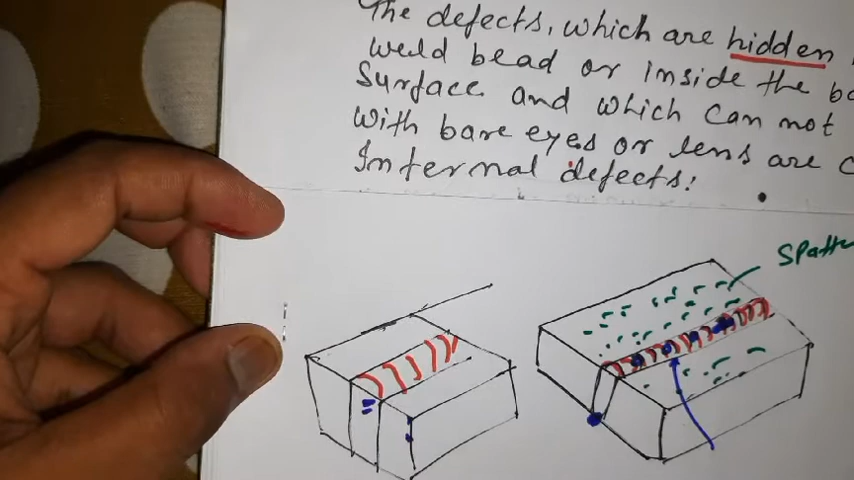 The defects, which are hidden
weld bead or inside the
Surface and which can not
With bare eyes or lens are
Internal defects: